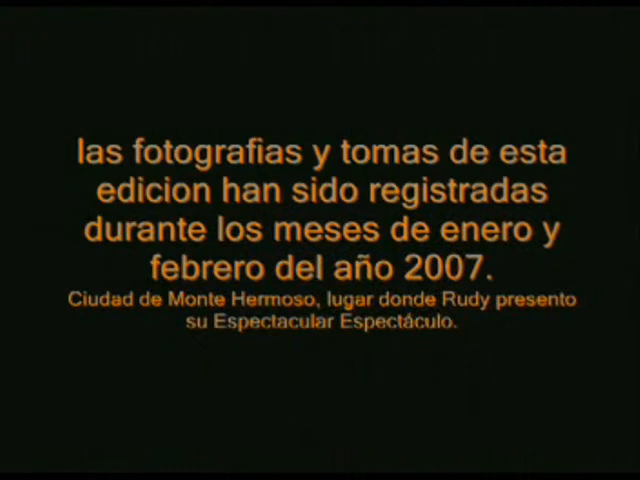 las fotografias y tomas de esta
edicion han sido registradas
durante los meses de enero y
febrero del año 2007.
Ciudad de Monte Hermoso, lugar donde Rudy presento
su Espectacular Espectáculo.